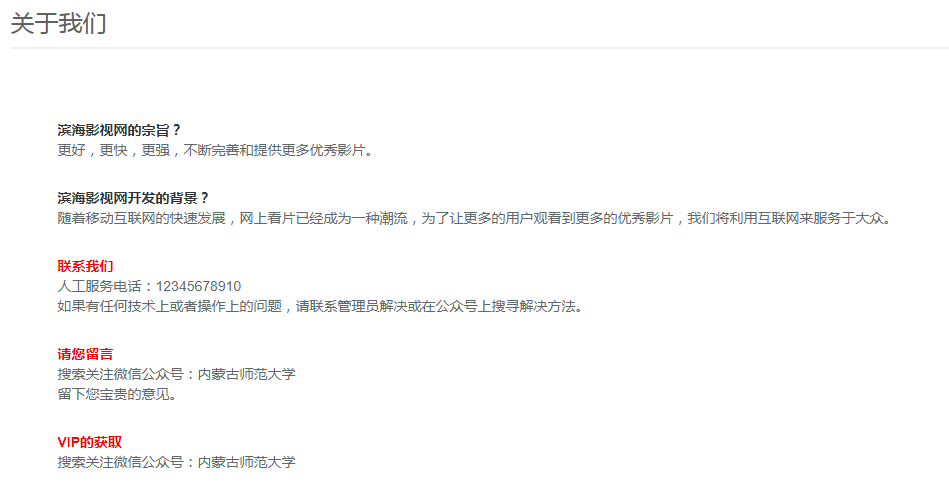 关于我们
滨海影视网的宗旨？
更好，更快，更强，不断完善和提供更多优秀影片。
滨海影视网开发的背景？
随着移动互联网的快速发展，网上看片已经成为一种潮流，为了让更多的用户观看到更多的优秀影片，我们将利用互联网来服务于大众。
联系我们
人工服务电话：12345678910
如果有任何技术上或者操作上的问题，请联系管理员解决或在公众号上搜寻解决方法。
请您留言
搜索关注微信公众号：内蒙古师范大学
留下您宝贵的意见。
VIP的获取
搜索关注微信公众号：内蒙古师范大学